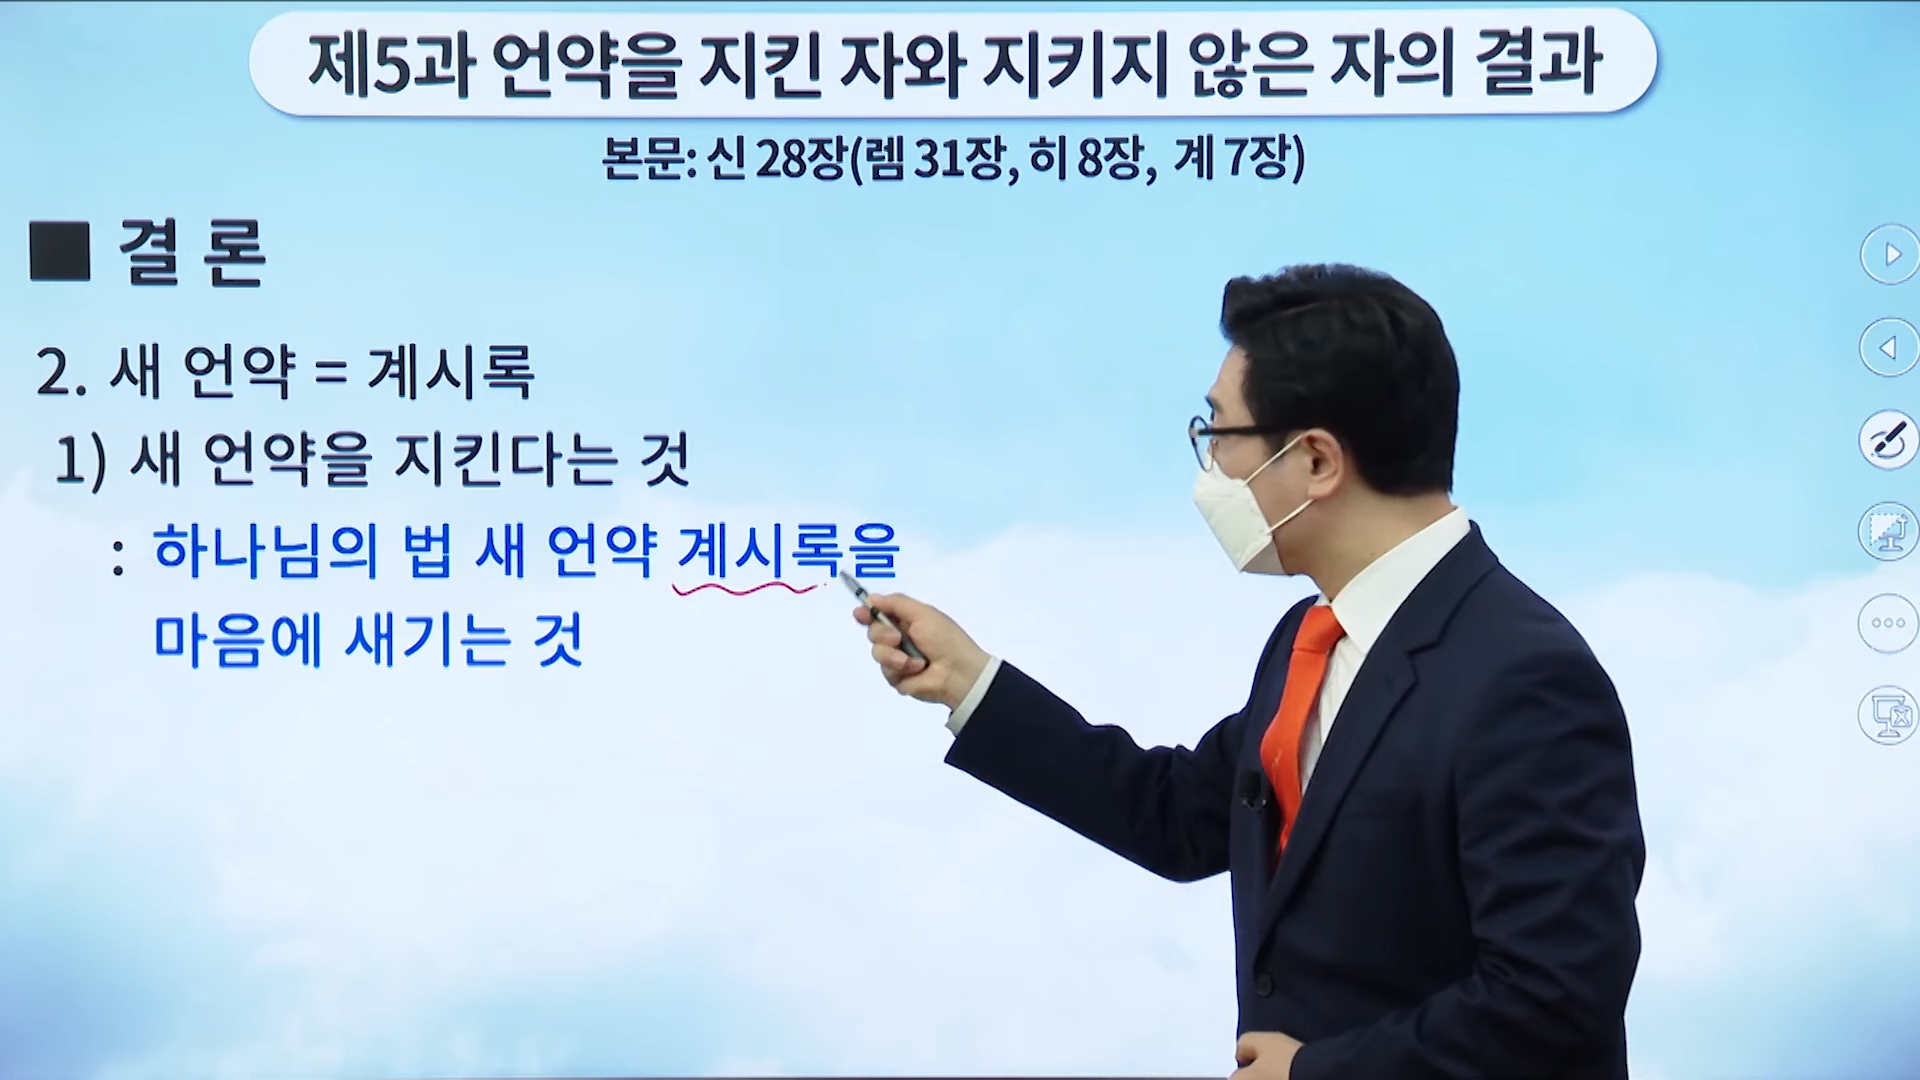 제5과 언약을 지킨 자와 지키지 않은 자의 결과
본문: 신 28장(렘 31장, 히 8장, 계 7장)
■ 결 론
2. 새 언약 = 계시록
1) 새 언약을 지킨다는 것
: 하나님의 법 새 언약 계시록을
마음에 새기는 것